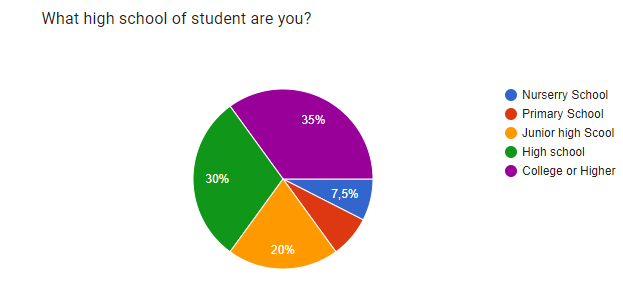 What high school of student are you?
35%
30%
7,5%
20%
Nurserry School
Primary School
Junior high Scool
High school
College or Higher